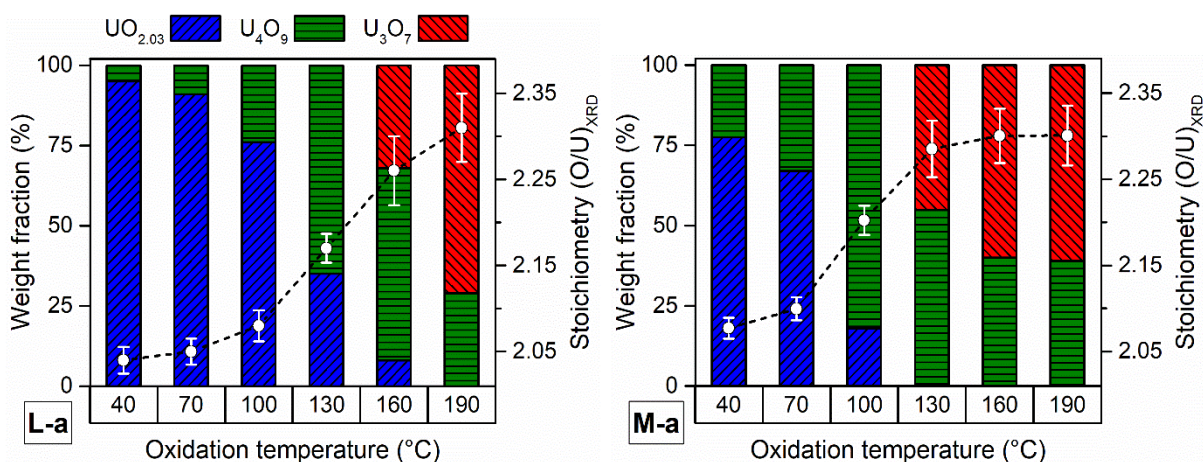 UO2.03 U4O9 U3O7
100
75
50
25
0
Weight fraction (%)
2.35
2.25
2.15
2.05
Stoichiometry (O/U)XRD
L-a
40 70 100 130 160 190
Oxidation temperature (°C)
100
75
50
25
0
Weight fraction (%)
2.35
2.25
2.15
2.05
Stoichiometry (O/U)XRD
M-a
40 70 100 130 160 190
Oxidation temperature (°C)